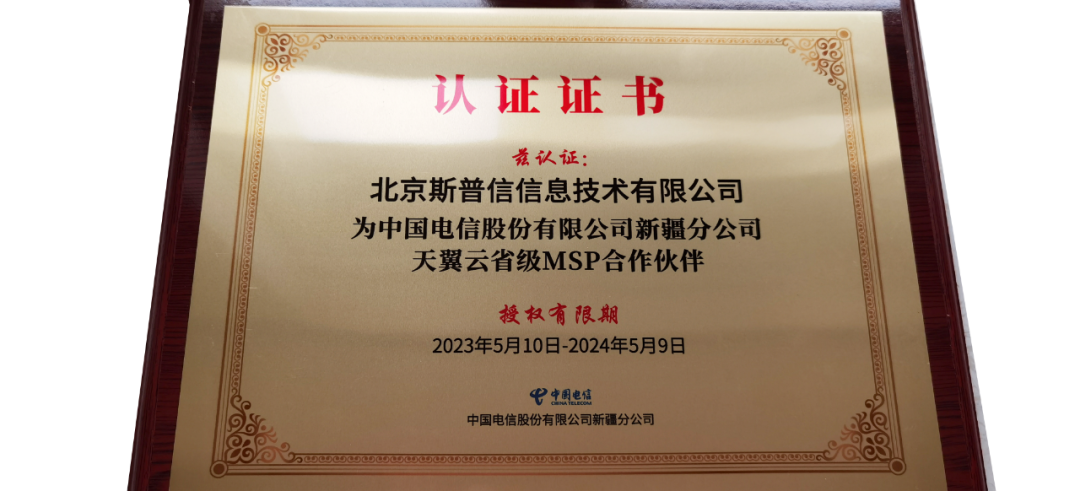 认证证书
兹认证：
北京斯普信信息技术有限公司
为中国电信股份有限公司新疆分公司
天翼云省级MSP合作伙伴
授权有限期
2023年5月10日-2024年5月9日
中国电信
CHINA TELECOM
中国电信股份有限公司新疆分公司